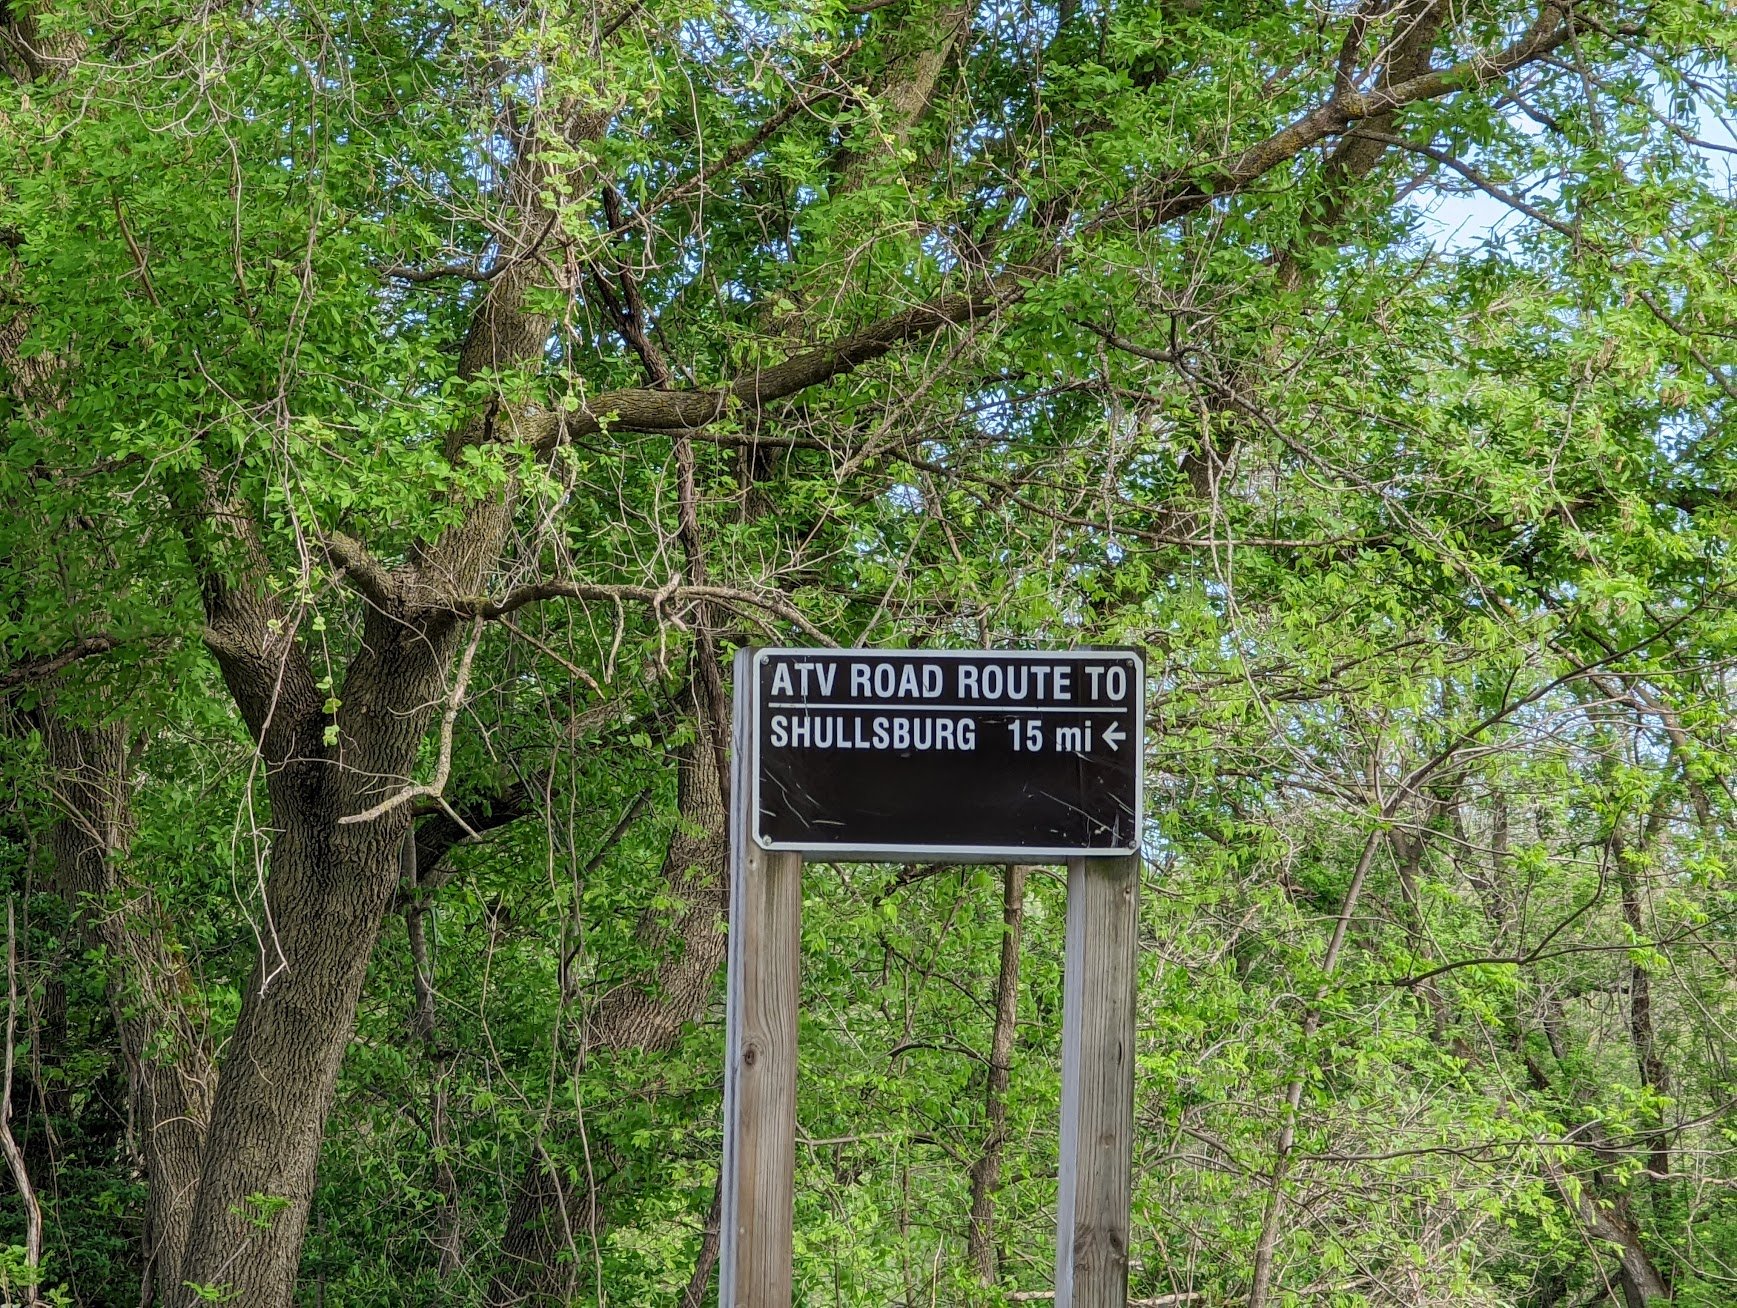 ATV ROAD ROUTE TO
SHULLSBURG 15 mi ←